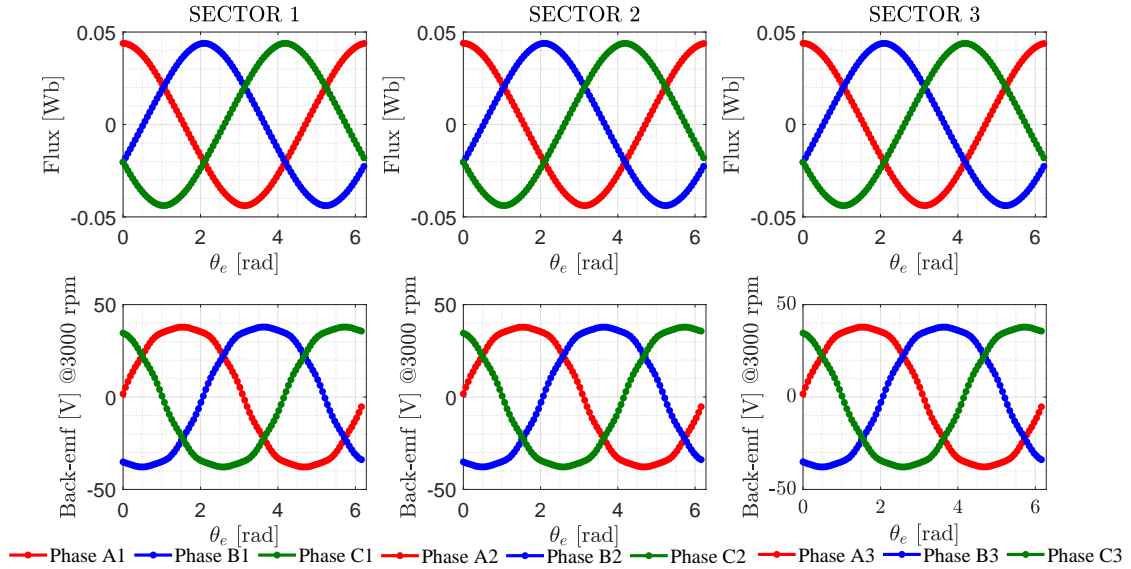 SECTOR 1 SECTOR 2 SECTOR 3
0.05 0.05 0.05
Flux [Wb] Flux [Wb] Flux [Wb]
0 0 0
-0.05 -0.05 -0.05
0 2 4 6 0 2 4 6 0 2 4 6
θe [rad] θe [rad] θe [rad]
50 50 50
Back-emf [V] @3000 rpm Back-emf [V] @3000 rpm Back-emf [V] @3000 rpm
0 0 0
-50 -50 -50
0 2 4 6 0 2 4 6 0 2 4 6
θe [rad] θe [rad] θe [rad]
Phase A1 Phase B1 Phase C1 Phase A2 Phase B2 Phase C2 Phase A3 Phase B3 Phase C3